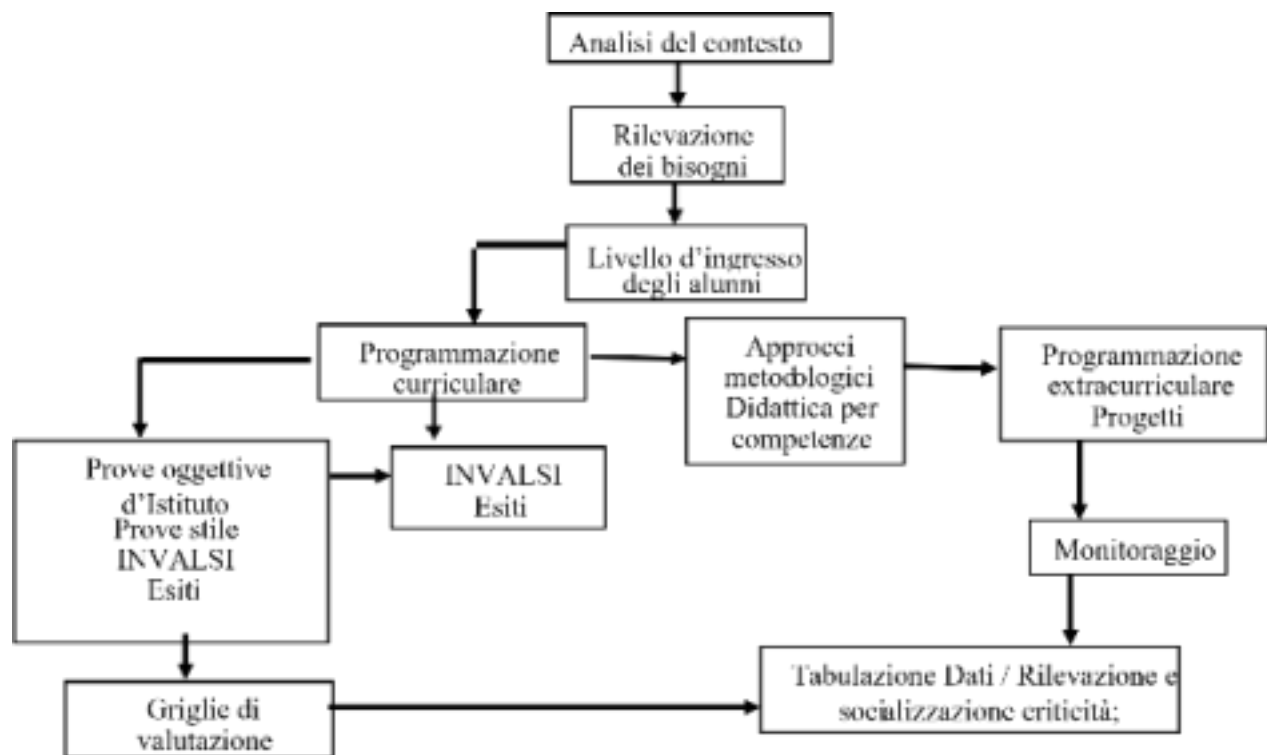 Analisi del contesto
Rilevazione
dei bisogni
Livello d’ingresso
degli alunni
Programmazione
curriculare
Approcci
metodologici
Didattica per
competenze
Programmazione
extracurriculare
Progetti
Prove oggettive
d’Istituto
Prove stile
INVALSI
Esiti
INVALSI
Esiti
Monitoraggio
Griglie di
valutazione
Tabulazione Dati / Rilevazione e
socializzazione criticità;